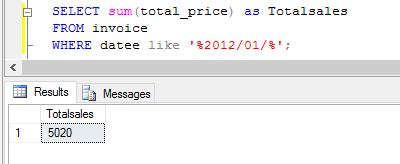 SELECT sum(total_price) as Totalsales
FROM invoice
WHERE datee like '%2012/01/%';
Results Messages
Totalsales
1 5020